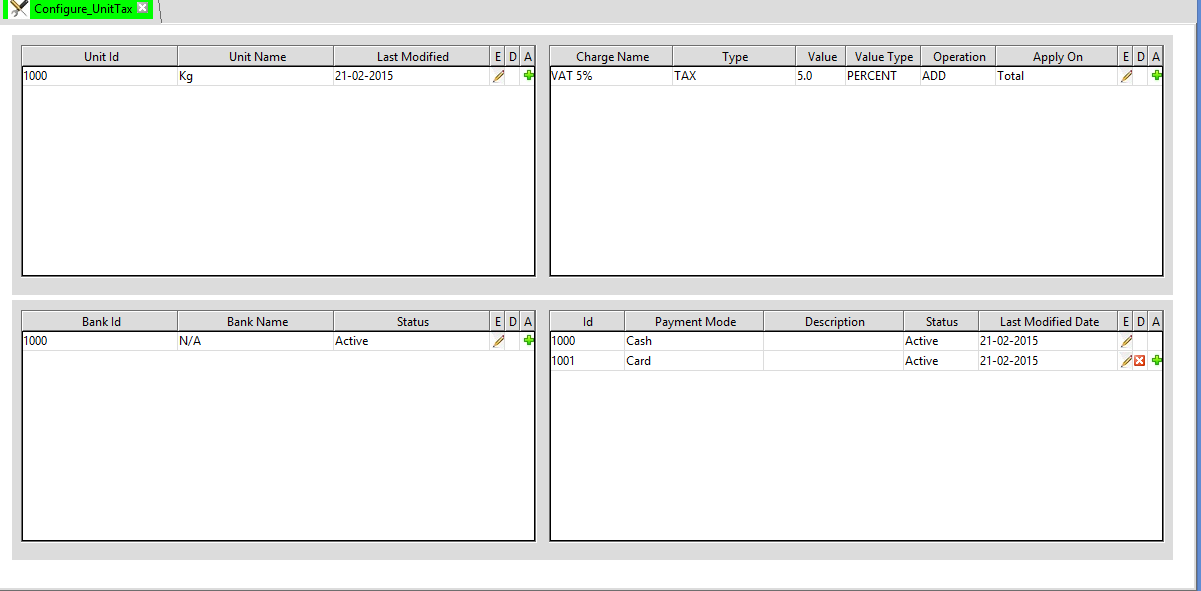 Configure_UnitTax
Unit Id Unit Name Last Modified E D A
1000 Kg 21-02-2015
Charge Name Type Value Value Type Operation Apply On E D A
VAT 5% TAX 5.0 PERCENT ADD Total
Bank Id Bank Name Status E D A
1000 N/A Active
Id Payment Mode Description Status Last Modified Date E D A
1000 Cash Active 21-02-2015
1001 Card Active 21-02-2015